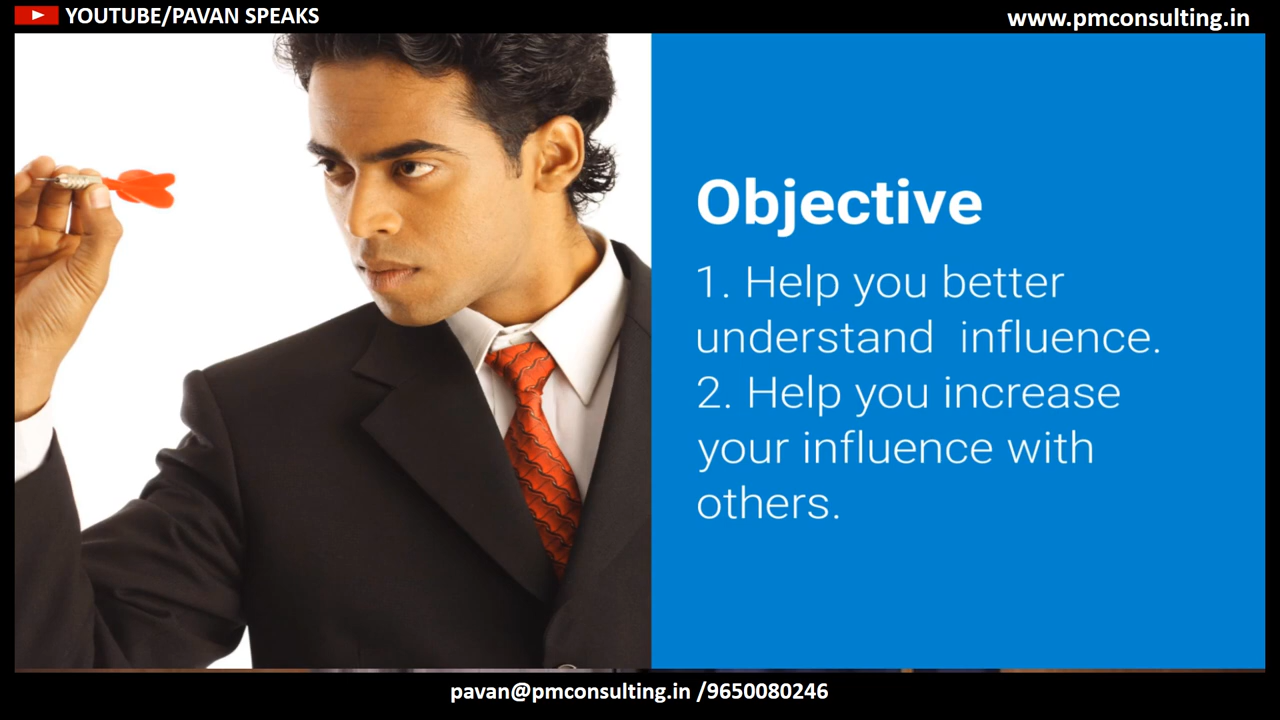 YOUTUBE/PAVAN SPEAKS
www.pmconsulting.in
Objective
1. Help you better
understand  influence.
2. Help you increase
your influence with
others.
pavan@pmconsulting.in /9650080246